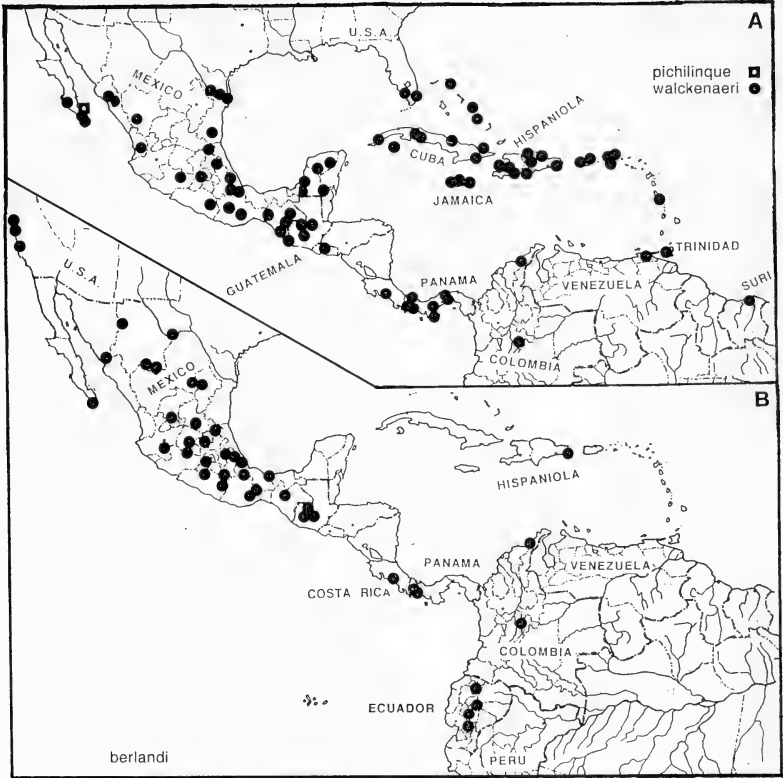 A
U.S.A.
pichilinque
walckenaeri
MEXICO
HISPANIOLA
CUBA
JAMAICA
GUATEMALA
TRINIDAD
PANAMA
VENEZUELA
SURI
COLOMBIA
B
U.S.A.
MEXICO
HISPANIOLA
PANAMA
VENEZUELA
COSTA RICA
COLOMBIA
ECUADOR
PERU
berlandi